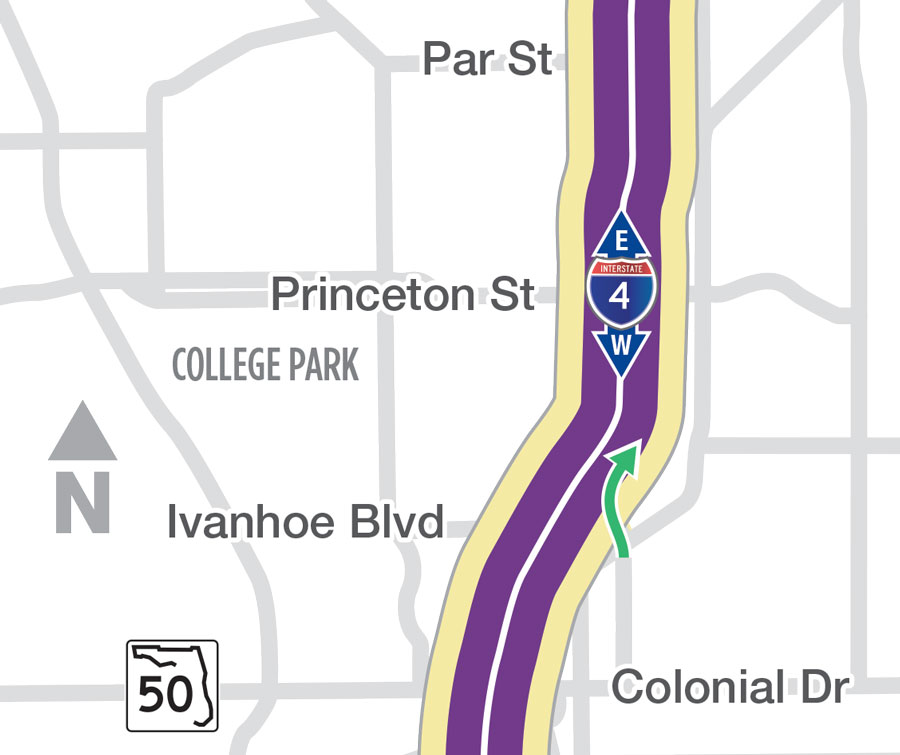 Par St
E
INTERSTATE
4
W
Princeton St
COLLEGE PARK
N
Ivanhoe Blvd
50
Colonial Dr